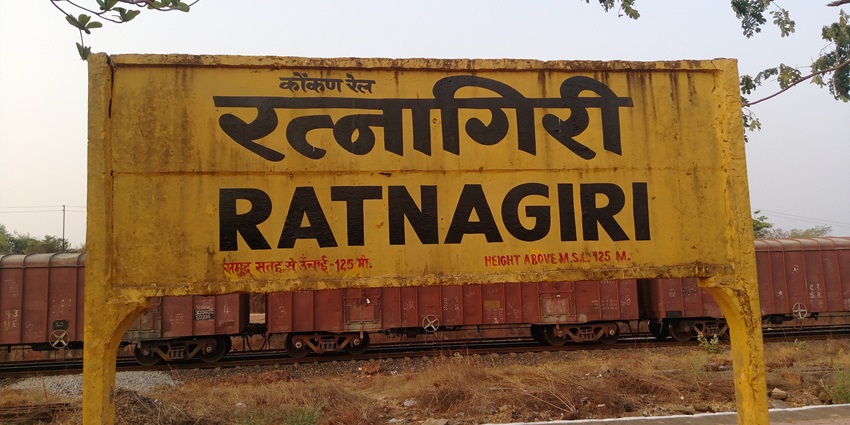 कोंकण रेल
रत्नागिरी
RATNAGIRI
समुद्र सतह से ऊँचाई -125 मी.
HEIGHT ABOVE M.S.L. 125 M.